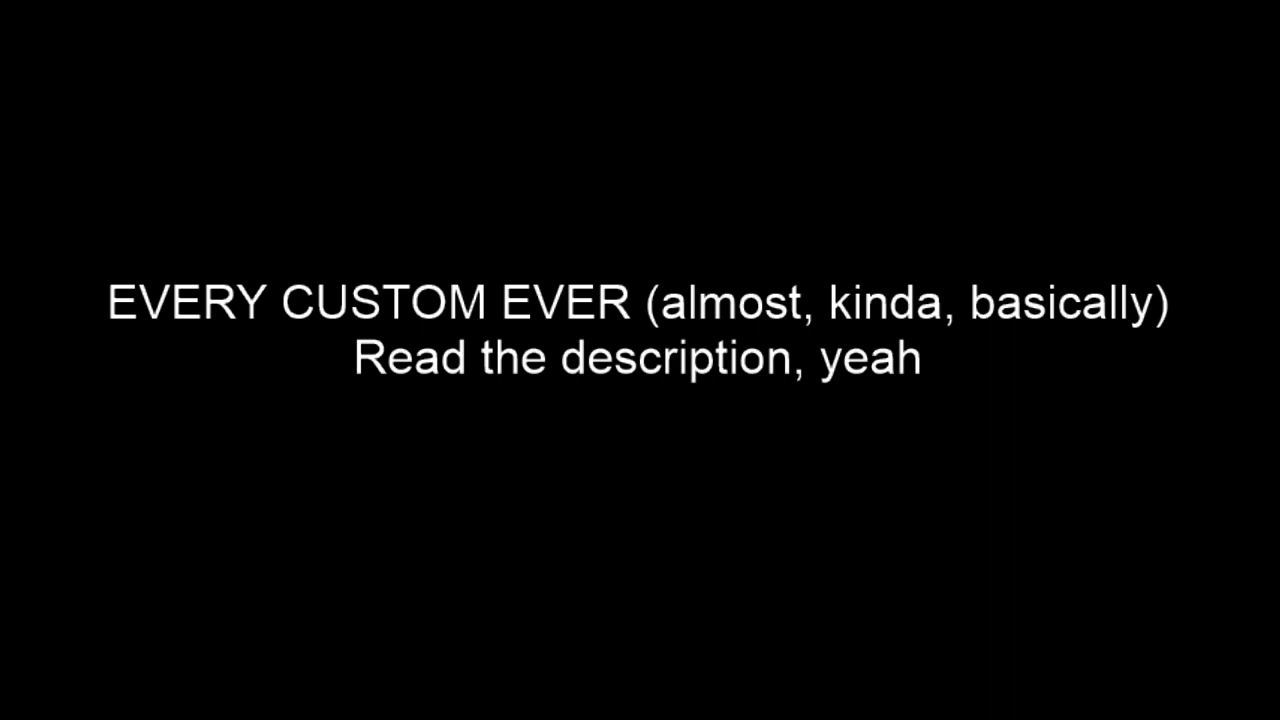 EVERY CUSTOM EVER (almost, kinda, basically)
Read the description, yeah